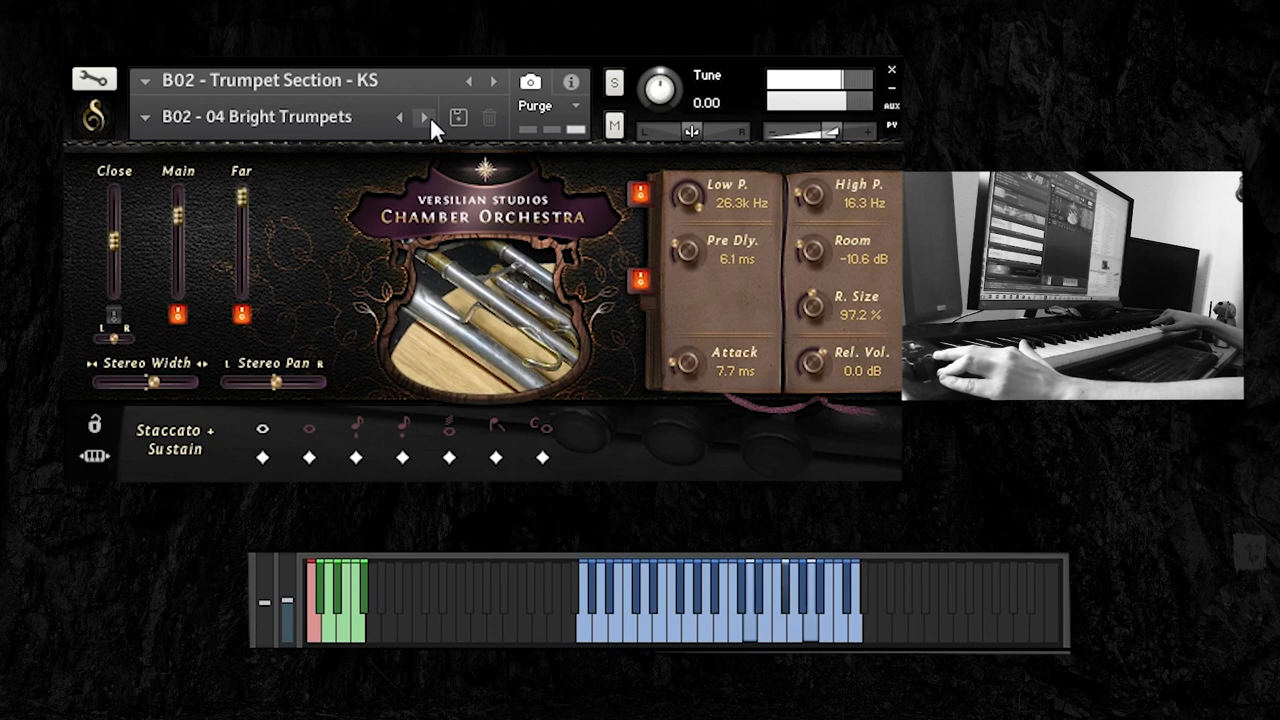 B02 - Trumpet Section - KS
B02 - 04 Bright Trumpets
Purge
S
M
Tune
0.00
L R
- +
AUX
PV
Close Main Far
L R
Stereo Width L Stereo Pan R
VERSILIAN STUDIOS
CHAMBER ORCHESTRA
Low P.
26.3k Hz
High P.
16.3 Hz
Pre Dly.
6.1 ms
Room
-10.6 dB
R. Size
97.2 %
Attack
7.7 ms
Rel. Vol.
0.0 dB
Staccato +
Sustain